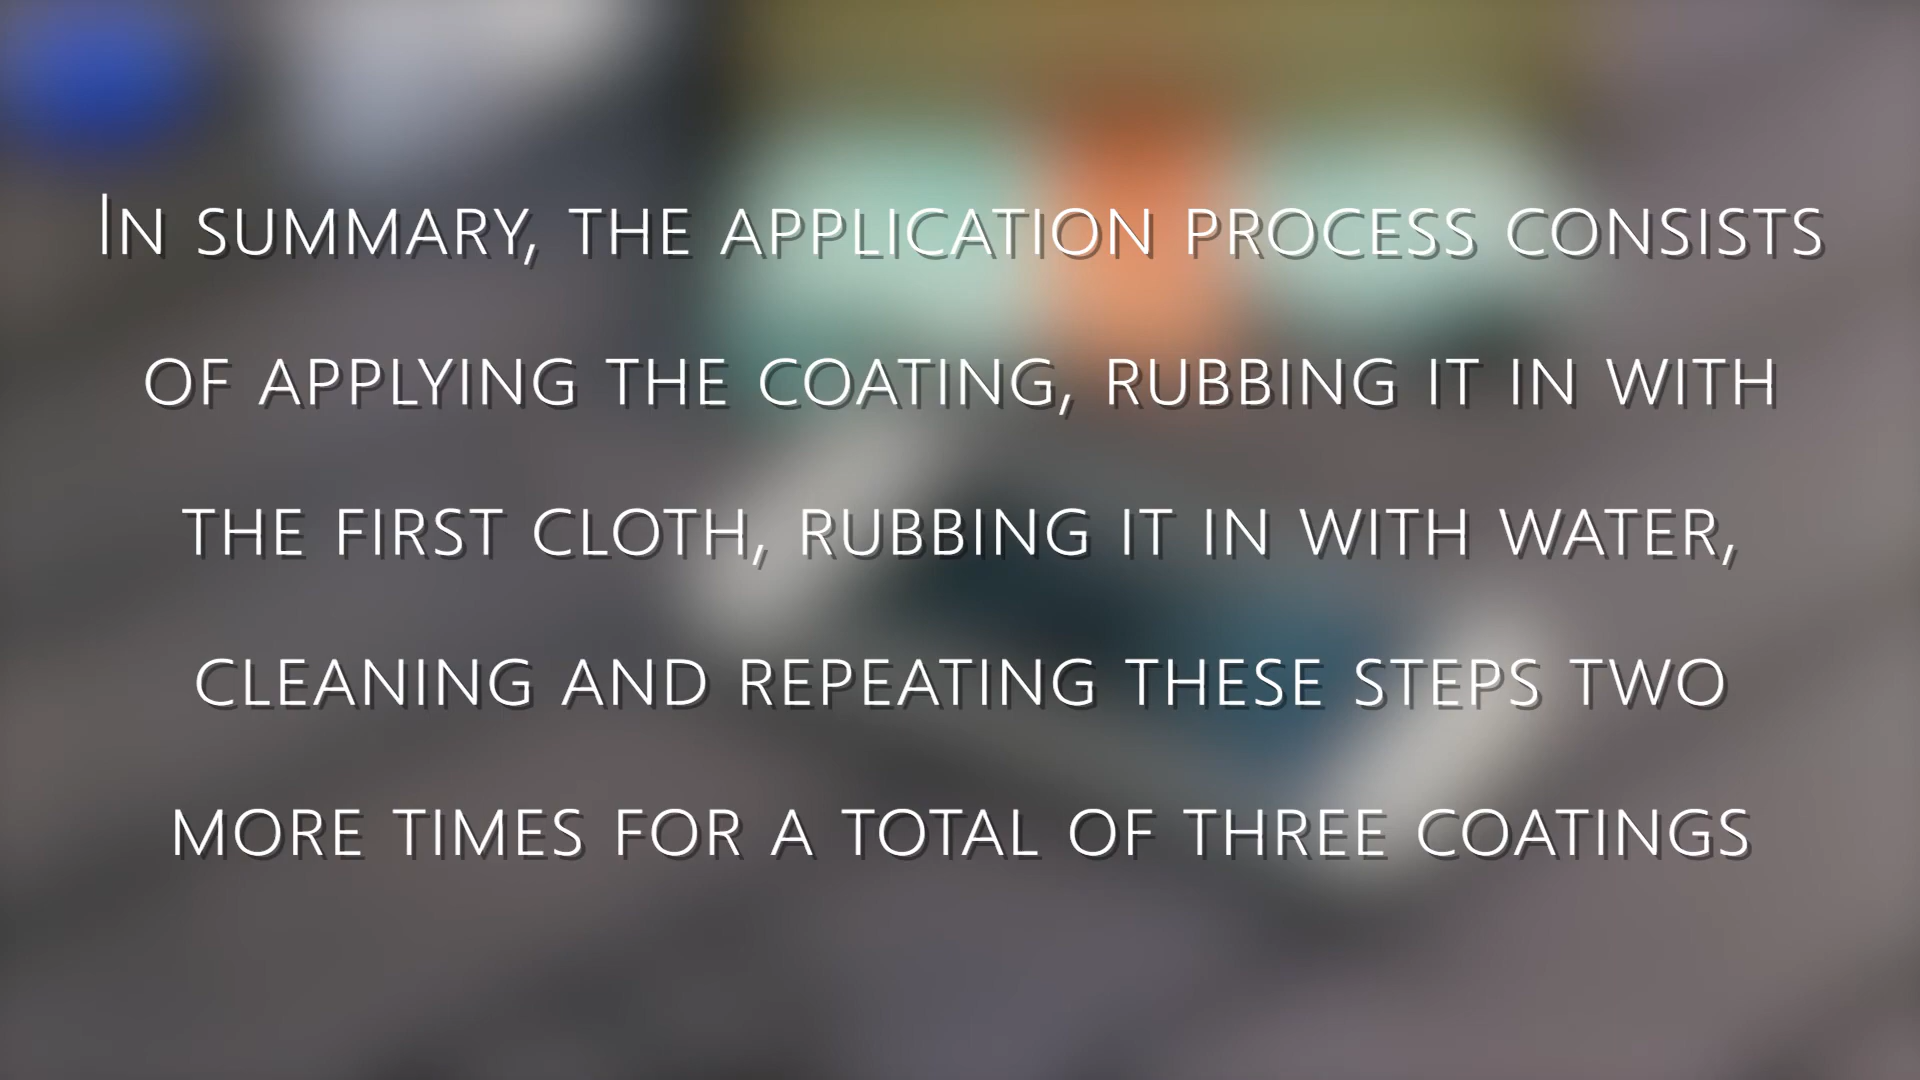 In summary, the application process consists
of applying the coating, rubbing it in with
the first cloth, rubbing it in with water,
cleaning and repeating these steps two
more times for a total of three coatings